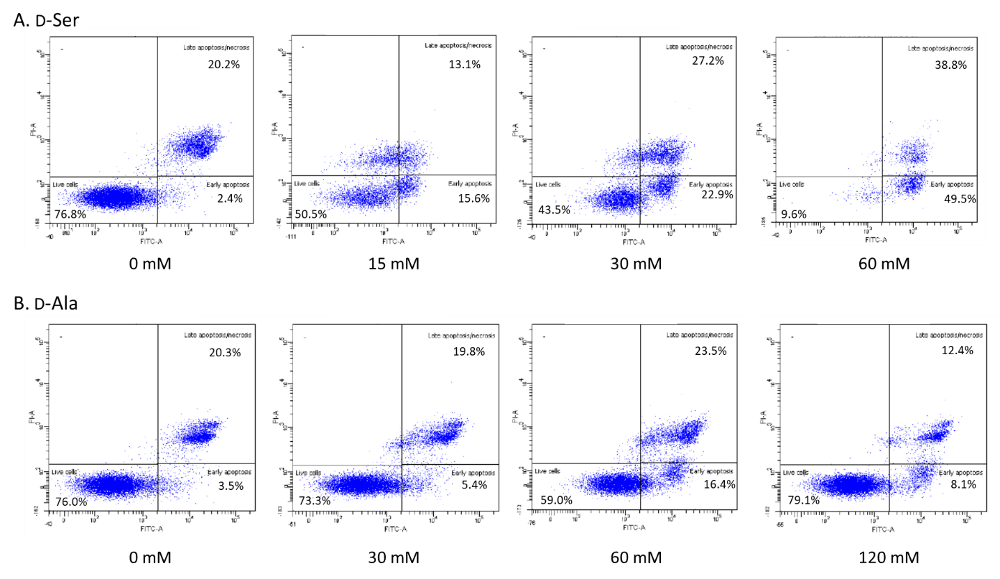 A. D-Ser
Late apoptosis/necrosis
20.2%
Live cells
Early apoptosis
2.4%
76.8%
PI-A
FITC-A
0 mM
Late apoptosis/necrosis
13.1%
Live cells
Early apoptosis
15.6%
50.5%
PI-A
FITC-A
15 mM
Late apoptosis/necrosis
27.2%
Live cells
Early apoptosis
22.9%
43.5%
PI-A
FITC-A
30 mM
Late apoptosis/necrosis
38.8%
Live cells
Early apoptosis
49.5%
9.6%
PI-A
FITC-A
60 mM
B. D-Ala
Late apoptosis/necrosis
20.3%
Live cells
Early apoptosis
3.5%
76.0%
PI-A
FITC-A
0 mM
Late apoptosis/necrosis
19.8%
Live cells
Early apoptosis
5.4%
73.3%
PI-A
FITC-A
30 mM
Late apoptosis/necrosis
23.5%
Live cells
Early apoptosis
16.4%
59.0%
PI-A
FITC-A
60 mM
Late apoptosis/necrosis
12.4%
Live cells
Early apoptosis
8.1%
79.1%
PI-A
FITC-A
120 mM